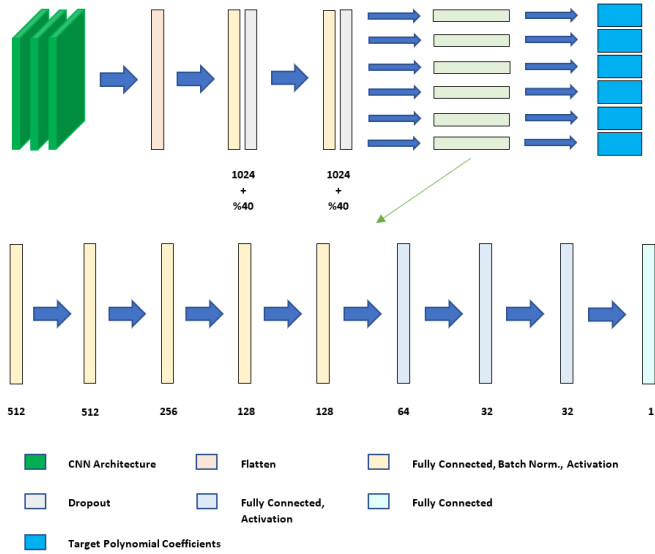 1024 1024
+ +
%40 %40
512 512 256 128 128 64 32 32 1
CNN Architecture Flatten Fully Connected, Batch Norm., Activation
Dropout Fully Connected, Activation Fully Connected
Target Polynomial Coefficients